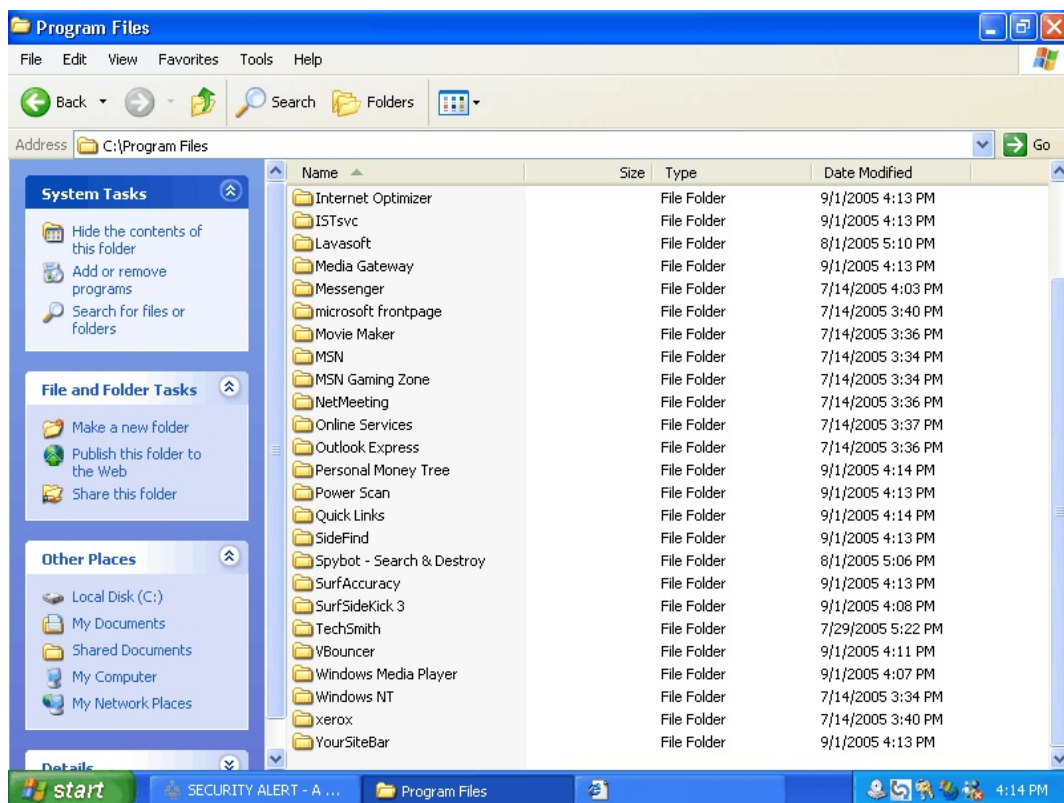 Program Files
File Edit View Favorites Tools Help
Back Search Folders
Address C:\Program Files Go
System Tasks
Hide the contents of
this folder
Add or remove
programs
Search for files or
folders
File and Folder Tasks
Make a new folder
Publish this folder to
the Web
Share this folder
Other Places
Local Disk (C:)
My Documents
Shared Documents
My Computer
My Network Places
Details
Name Size Type Date Modified
Internet Optimizer File Folder 9/1/2005 4:13 PM
ISTsvc File Folder 9/1/2005 4:13 PM
Lavasoft File Folder 8/1/2005 5:10 PM
Media Gateway File Folder 9/1/2005 4:13 PM
Messenger File Folder 7/14/2005 4:03 PM
microsoft frontpage File Folder 7/14/2005 3:40 PM
Movie Maker File Folder 7/14/2005 3:36 PM
MSN File Folder 7/14/2005 3:34 PM
MSN Gaming Zone File Folder 7/14/2005 3:34 PM
NetMeeting File Folder 7/14/2005 3:36 PM
Online Services File Folder 7/14/2005 3:37 PM
Outlook Express File Folder 7/14/2005 3:36 PM
Personal Money Tree File Folder 9/1/2005 4:14 PM
Power Scan File Folder 9/1/2005 4:13 PM
Quick Links File Folder 9/1/2005 4:14 PM
SideFind File Folder 9/1/2005 4:13 PM
Spybot - Search & Destroy File Folder 8/1/2005 5:06 PM
SurfAccuracy File Folder 9/1/2005 4:13 PM
SurfSideKick 3 File Folder 9/1/2005 4:08 PM
TechSmith File Folder 7/29/2005 5:22 PM
VBouncer File Folder 9/1/2005 4:11 PM
Windows Media Player File Folder 9/1/2005 4:07 PM
Windows NT File Folder 7/14/2005 3:34 PM
xerox File Folder 7/14/2005 3:40 PM
YourSiteBar File Folder 9/1/2005 4:13 PM
start SECURITY ALERT - A ... Program Files 4:14 PM